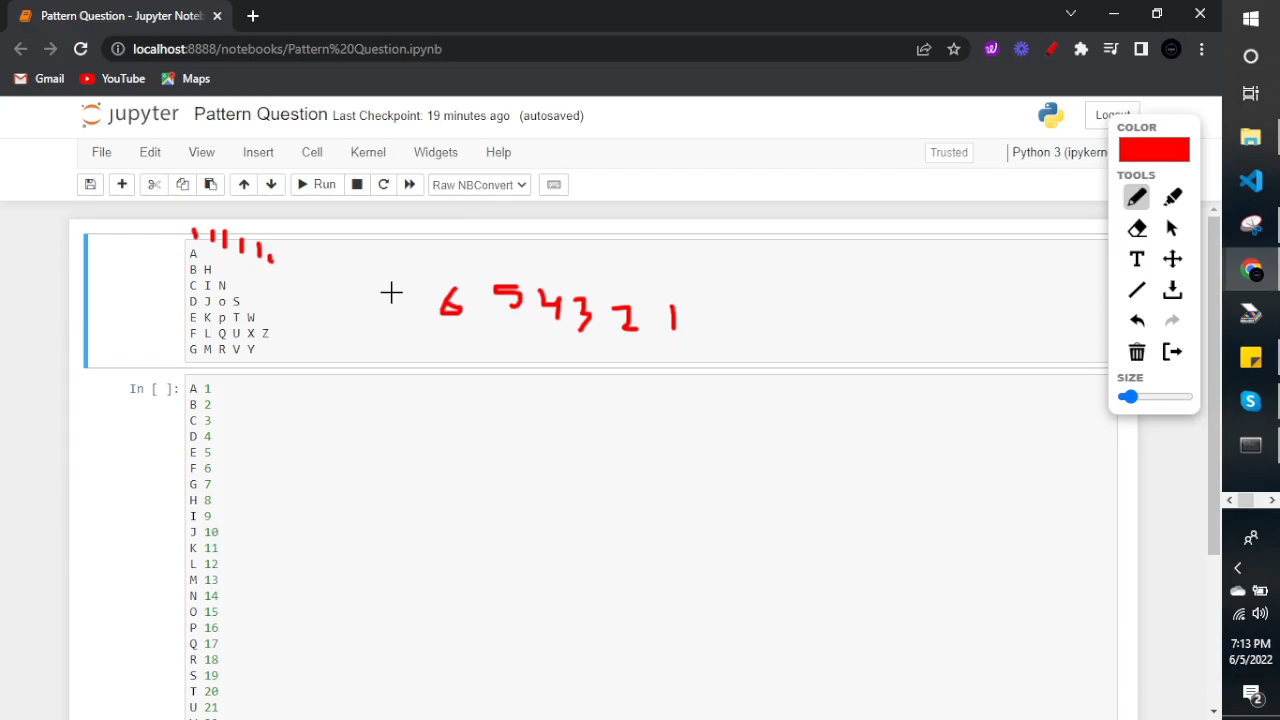 Pattern Question - Jupyter Noteb
localhost:8888/notebooks/Pattern%20Question.ipynb
Gmail YouTube Maps
jupyter Pattern Question Last Checkpoint: 13 minutes ago (autosaved)
Logout
File Edit View Insert Cell Kernel Widgets Help
Trusted Python 3 (ipykern
Run Raw NBConvert
COLOR
TOOLS
T
SIZE
A
B H
C I N
D J o S
E K p T W
F L Q U X Z
G M R V Y
6 5 4 3 2 1
In [ ]:
A 1
B 2
C 3
D 4
E 5
F 6
G 7
H 8
I 9
J 10
K 11
L 12
M 13
N 14
O 15
P 16
Q 17
R 18
S 19
T 20
U 21
7:13 PM
6/5/2022
2